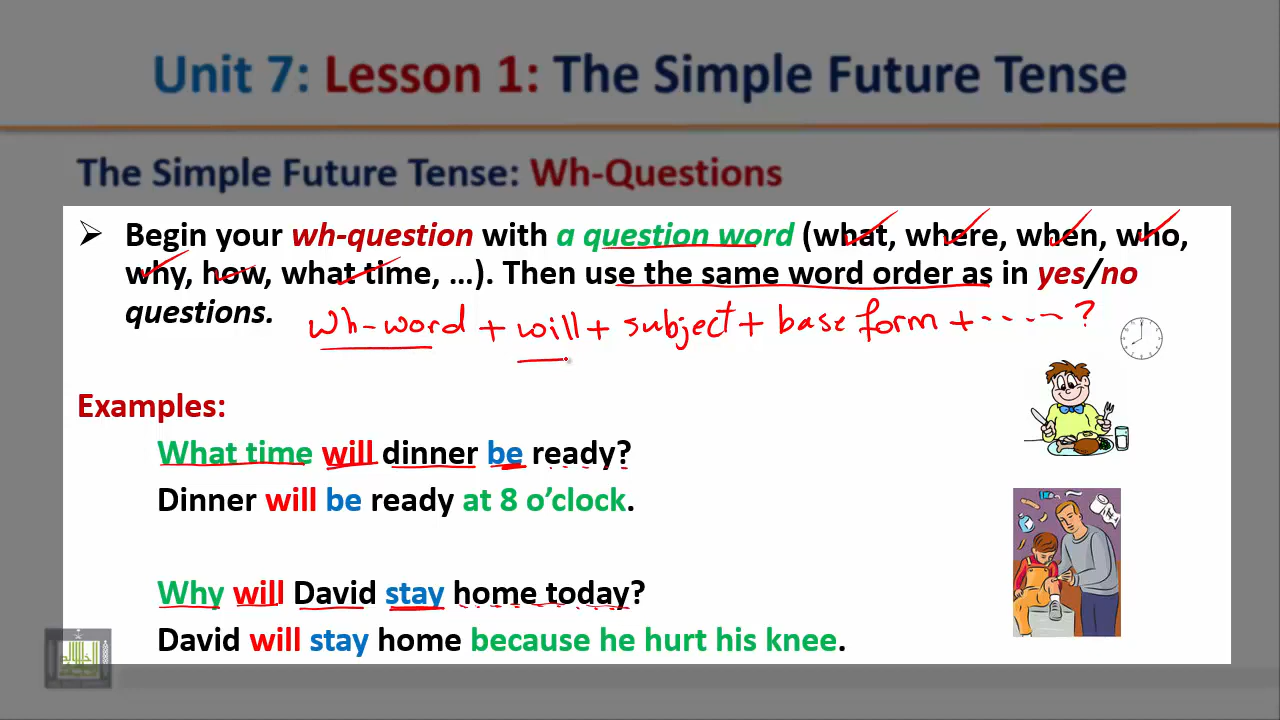 Unit 7: Lesson 1: The Simple Future Tense
The Simple Future Tense: Wh-Questions
➢ Begin your wh-question with a question word (what, where, when, who,
why, how, what time, ...). Then use the same word order as in yes/no
questions.
wh-word + will + subject + base form + ..... ?
Examples:
What time will dinner be ready?
Dinner will be ready at 8 o’clock.
Why will David stay home today?
David will stay home because he hurt his knee.